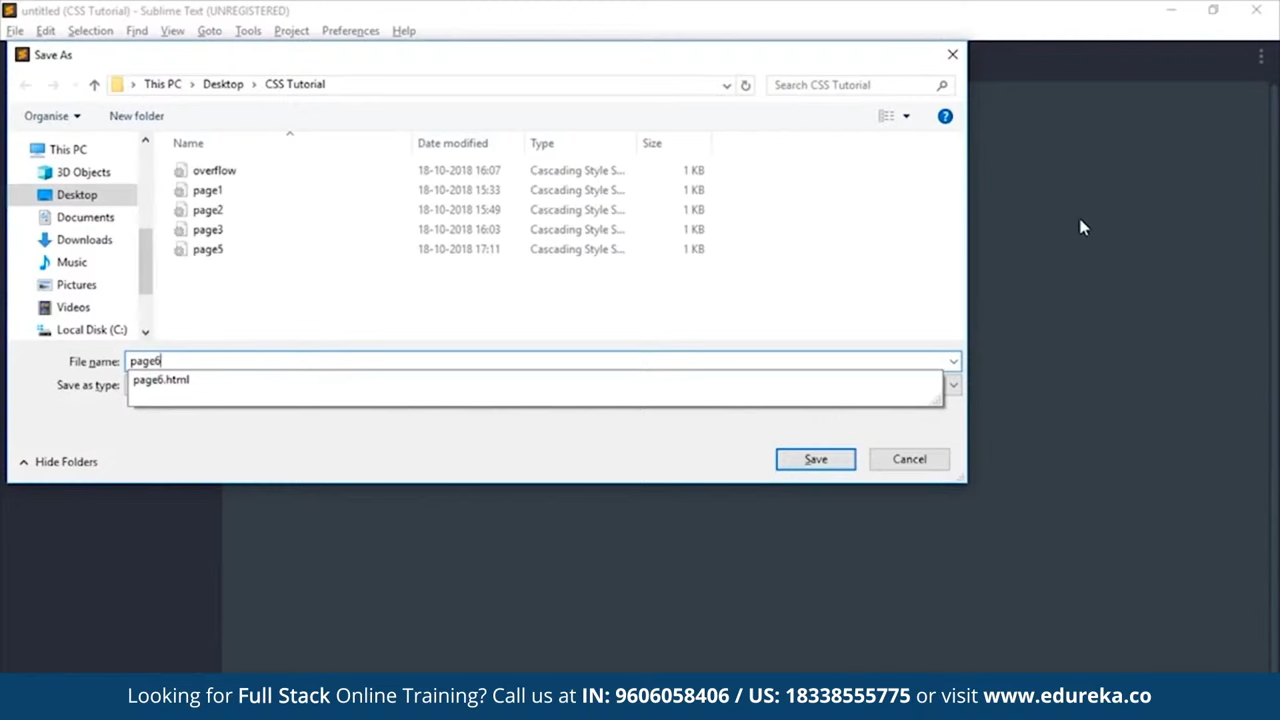 untitled (CSS Tutorial) - Sublime Text (UNREGISTERED)
File Edit Selection Find View Goto Tools Project Preferences Help
Save As
This PC > Desktop > CSS Tutorial
Search CSS Tutorial
Organise
New folder
Name Date modified Type Size
This PC
3D Objects
Desktop
Documents
Downloads
Music
Pictures
Videos
Local Disk (C:)
overflow 18-10-2018 16:07 Cascading Style S... 1 KB
page1 18-10-2018 15:33 Cascading Style S... 1 KB
page2 18-10-2018 15:49 Cascading Style S... 1 KB
page3 18-10-2018 16:03 Cascading Style S... 1 KB
page5 18-10-2018 17:11 Cascading Style S... 1 KB
File name: page6
page6.html
Save as type:
Hide Folders
Save
Cancel
Looking for Full Stack Online Training? Call us at IN: 9606058406 / US: 18338555775 or visit www.edureka.co